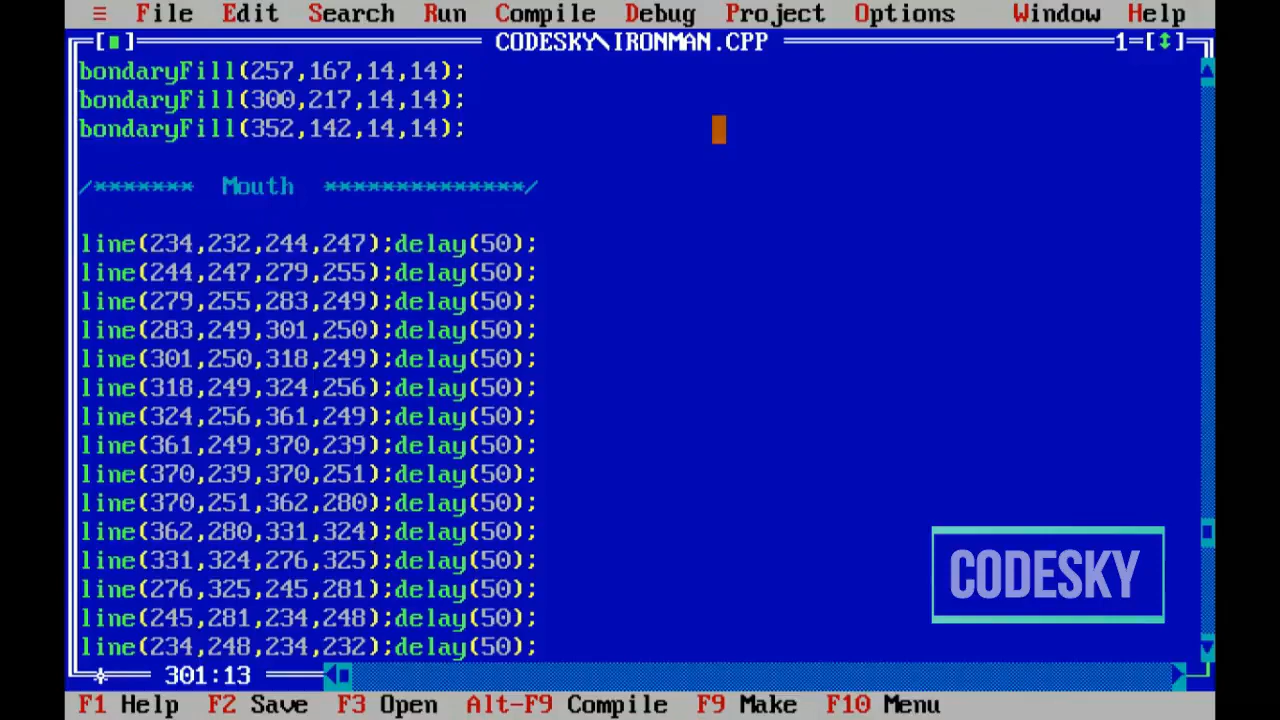 ≡ File Edit Search Run Compile Debug Project Options Window Help
[■] CODESKY\IRONMAN.CPP 1=[↕]
bondaryFill(257,167,14,14);
bondaryFill(300,217,14,14);
bondaryFill(352,142,14,14);
/******* Mouth **************/
line(234,232,244,247);delay(50);
line(244,247,279,255);delay(50);
line(279,255,283,249);delay(50);
line(283,249,301,250);delay(50);
line(301,250,318,249);delay(50);
line(318,249,324,256);delay(50);
line(324,256,361,249);delay(50);
line(361,249,370,239);delay(50);
line(370,239,370,251);delay(50);
line(370,251,362,280);delay(50);
line(362,280,331,324);delay(50);
line(331,324,276,325);delay(50);
line(276,325,245,281);delay(50);
line(245,281,234,248);delay(50);
line(234,248,234,232);delay(50);
CODESKY
301:13
F1 Help F2 Save F3 Open Alt-F9 Compile F9 Make F10 Menu